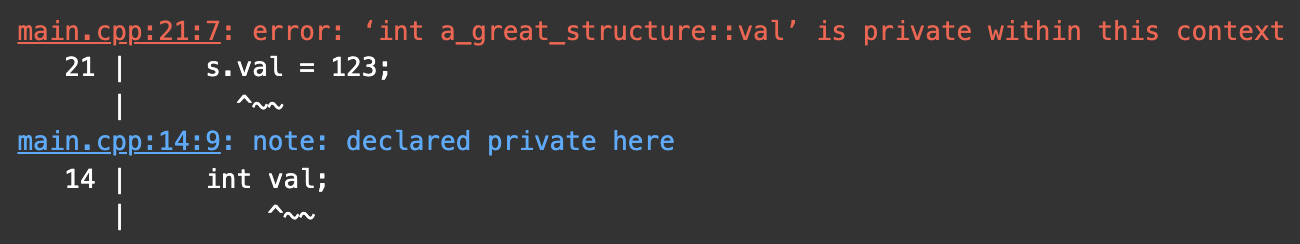 main.cpp:21:7: error: ‘int a_great_structure::val’ is private within this context
   21 |     s.val = 123;
      |       ^~~
main.cpp:14:9: note: declared private here
   14 |     int val;
      |         ^~~